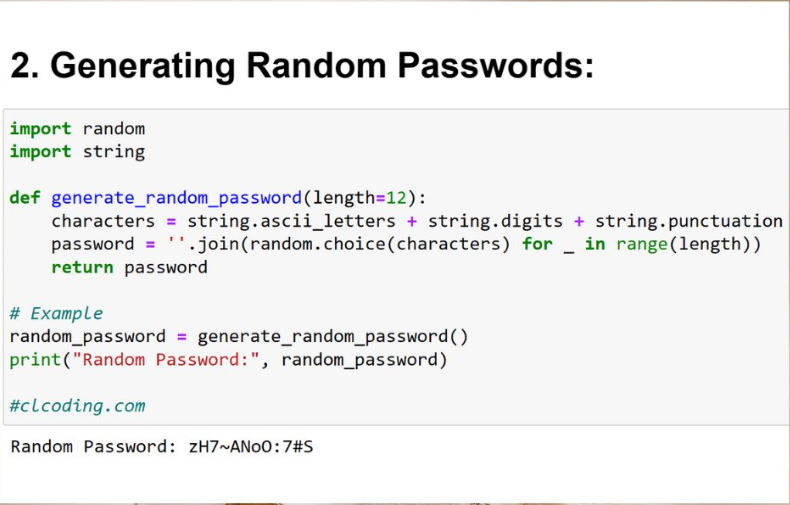 2. Generating Random Passwords:
import random
import string
def generate_random_password(length=12):
    characters = string.ascii_letters + string.digits + string.punctuation
    password = ''.join(random.choice(characters) for _ in range(length))
    return password
# Example
random_password = generate_random_password()
print("Random Password:", random_password)
#clcoding.com
Random Password: zH7~ANoO:7#S